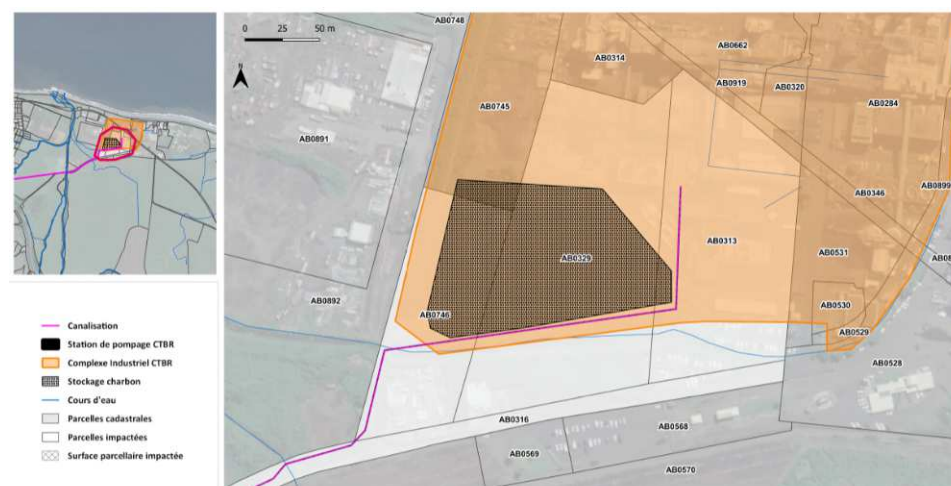 0 25 50 m
N
AB0748
AB0662
AB0314
AB0919
AB0320
AB0284
AB0745
AB0891
AB0346
AB0899
AB0313
AB0531
AB0329
AB0892
AB0530
AB0746
AB0529
AB0528
AB0316
AB0568
AB0569
AB0570
Canalisation
Station de pompage CTBR
Complexe Industriel CTBR
Stockage charbon
Cours d'eau
Parcelles cadastrales
Parcelles impactées
Surface parcellaire impactée